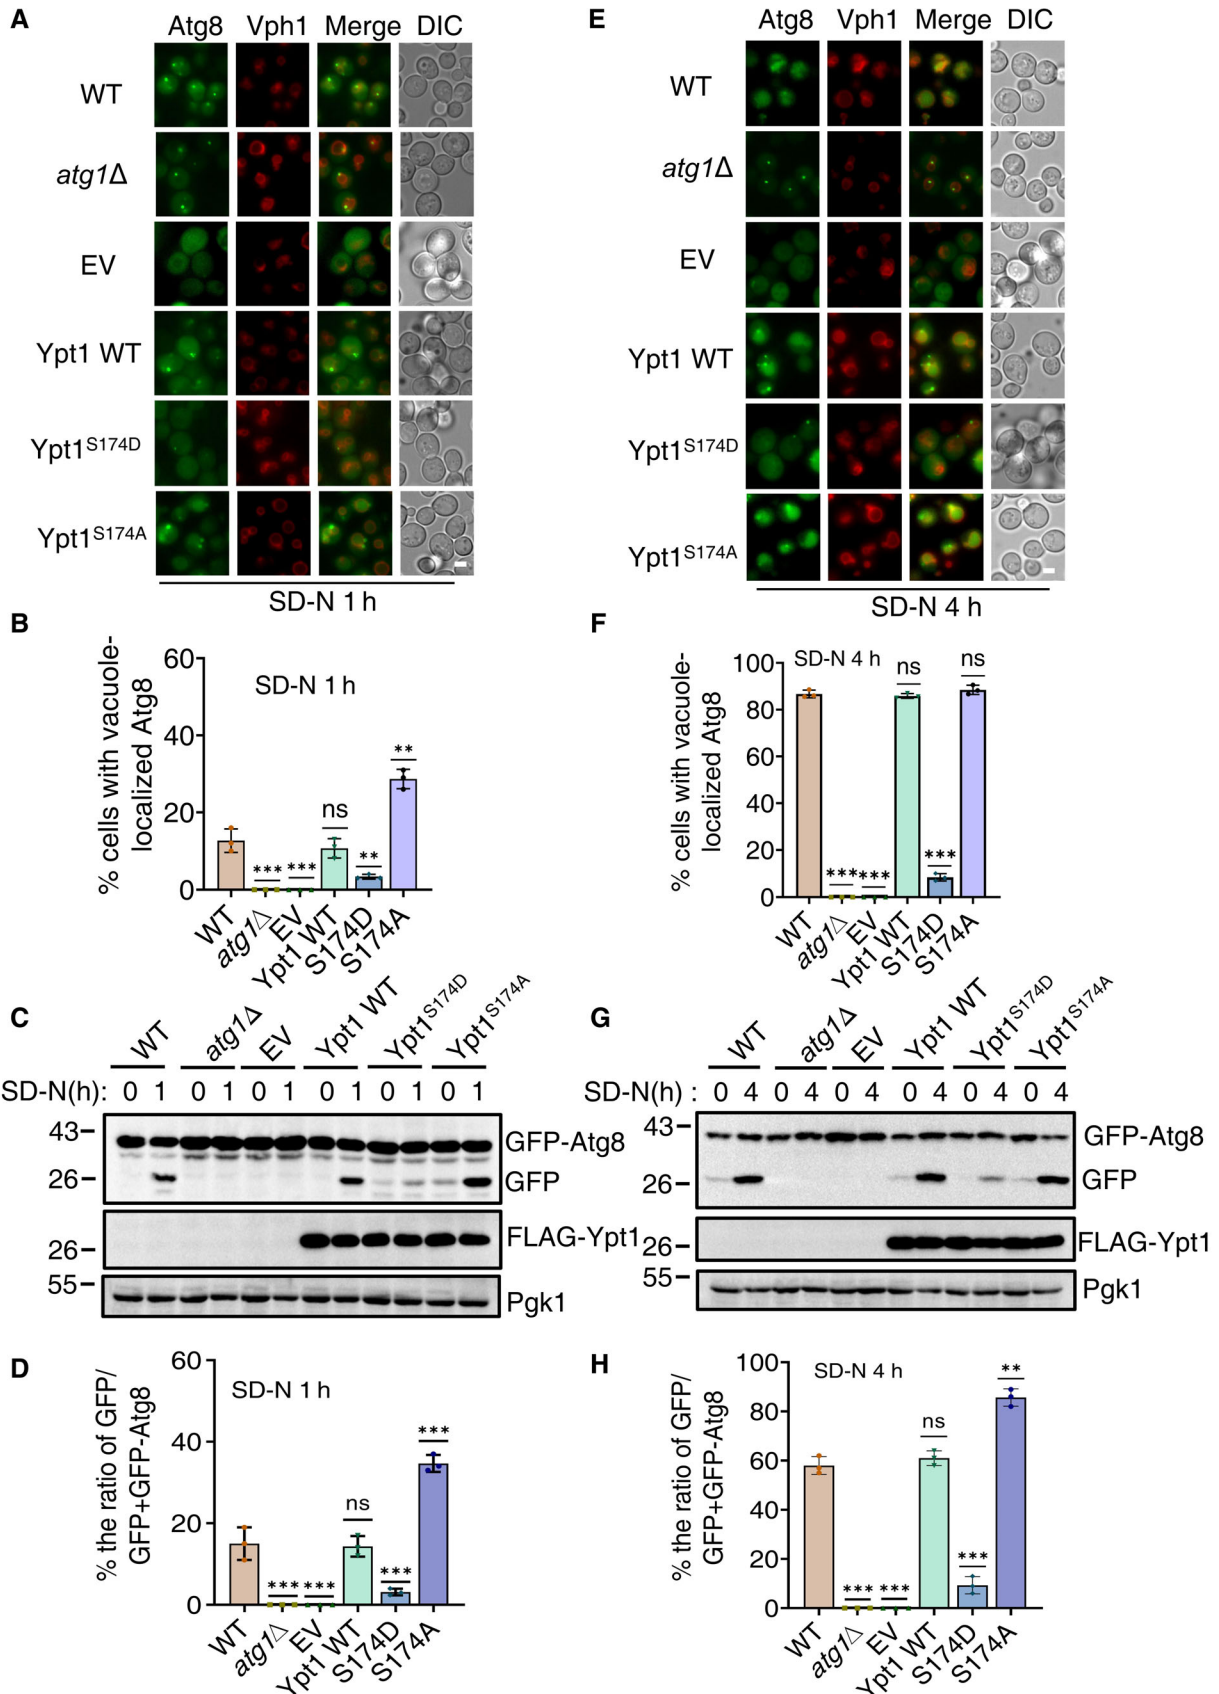 A
Atg8 Vph1 Merge DIC
WT
atg1Δ
EV
Ypt1 WT
Ypt1S174D
Ypt1S174A
SD-N 1 h
E
Atg8 Vph1 Merge DIC
WT
atg1Δ
EV
Ypt1 WT
Ypt1S174D
Ypt1S174A
SD-N 4 h
B
% cells with vacuole-
localized Atg8
60
40
20
0
SD-N 1 h
*** *** ns ** **
WT atg1△ EV Ypt1 WT S174D S174A
F
% cells with vacuole-
localized Atg8
100
80
60
40
20
0
SD-N 4 h
*** *** ns *** ns
WT atg1△ EV Ypt1 WT S174D S174A
C
WT atg1Δ EV Ypt1 WT Ypt1S174D Ypt1S174A
SD-N(h): 0 1 0 1 0 1 0 1 0 1 0 1
43
GFP-Atg8
26
GFP
FLAG-Ypt1
26
55
Pgk1
G
WT atg1Δ EV Ypt1 WT Ypt1S174D Ypt1S174A
SD-N(h) : 0 4 0 4 0 4 0 4 0 4 0 4
43
GFP-Atg8
26
GFP
26
FLAG-Ypt1
55
Pgk1
D
% the ratio of GFP/
GFP+GFP-Atg8
60
40
20
0
SD-N 1 h
*** *** ns *** ***
WT atg1△ EV Ypt1 WT S174D S174A
H
% the ratio of GFP/
GFP+GFP-Atg8
100
80
60
40
20
0
SD-N 4 h
*** *** ns *** **
WT atg1△ EV Ypt1 WT S174D S174A